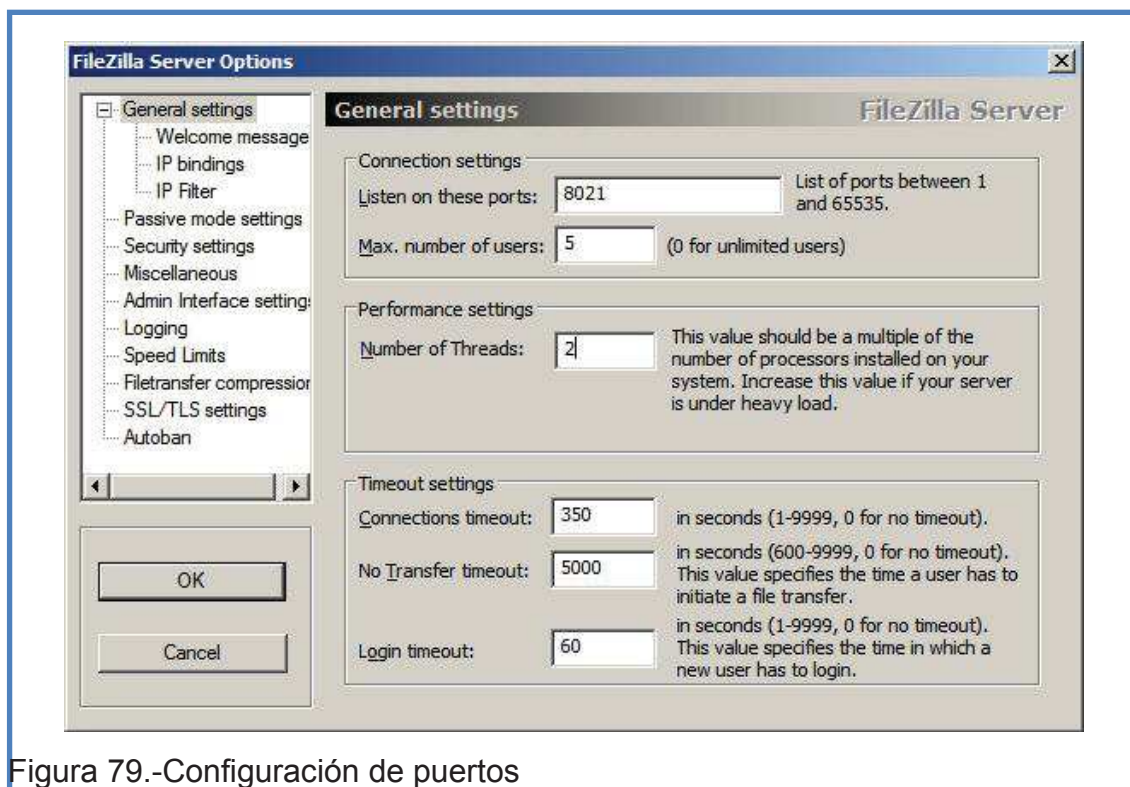 FileZilla Server Options
General settings
Welcome message
IP bindings
IP Filter
Passive mode settings
Security settings
Miscellaneous
Admin Interface setting
Logging
Speed Limits
Filetransfer compression
SSL/TLS settings
Autoban
OK
Cancel
General settings
FileZilla Server
Connection settings
Listen on these ports: 8021
List of ports between 1
and 65535.
Max. number of users: 5 (0 for unlimited users)
Performance settings
Number of Threads: 2
This value should be a multiple of the
number of processors installed on your
system. Increase this value if your server
is under heavy load.
Timeout settings
Connections timeout: 350 in seconds (1-9999, 0 for no timeout).
No Transfer timeout: 5000
in seconds (600-9999, 0 for no timeout).
This value specifies the time a user has to
initiate a file transfer.
Login timeout: 60
in seconds (1-9999, 0 for no timeout).
This value specifies the time in which a
new user has to login.
Figura 79.-Configuración de puertos